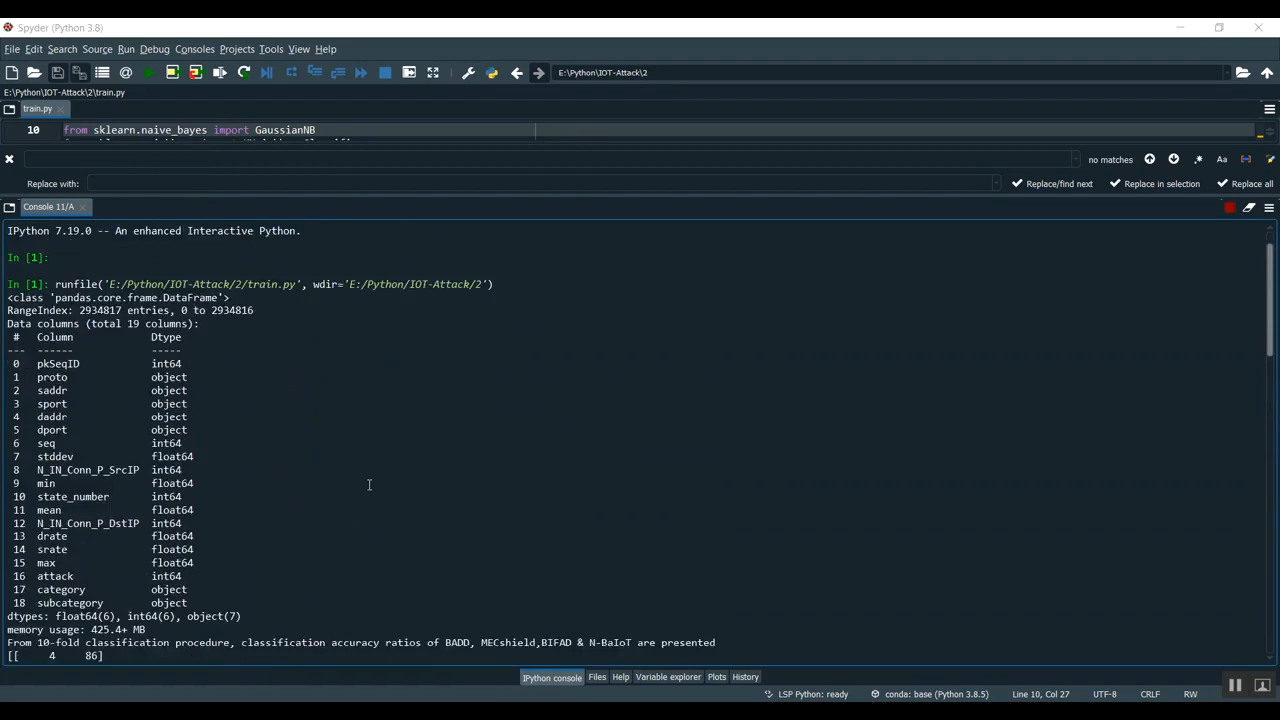 Spyder (Python 3.8)
File Edit Search Source Run Debug Consoles Projects Tools View Help
E:\Python\IOT-Attack\2
E:\Python\IOT-Attack\2\train.py
train.py
10 from sklearn.naive_bayes import GaussianNB
no matches
Aa
Replace with:
Replace/find next Replace in selection Replace all
Console 11/A
IPython 7.19.0 -- An enhanced Interactive Python.
In [1]:
In [1]: runfile('E:/Python/IOT-Attack/2/train.py', wdir='E:/Python/IOT-Attack/2')
<class 'pandas.core.frame.DataFrame'>
RangeIndex: 2934817 entries, 0 to 2934816
Data columns (total 19 columns):
# Column Dtype
--- ------ -----
0 pkSeqID int64
1 proto object
2 saddr object
3 sport object
4 daddr object
5 dport object
6 seq int64
7 stddev float64
8 N_IN_Conn_P_SrcIP int64
9 min float64
10 state_number int64
11 mean float64
12 N_IN_Conn_P_DstIP int64
13 drate float64
14 srate float64
15 max float64
16 attack int64
17 category object
18 subcategory object
dtypes: float64(6), int64(6), object(7)
memory usage: 425.4+ MB
From 10-fold classification procedure, classification accuracy ratios of BADD, MECshield,BIFAD & N-BaIoT are presented
[[ 4 86]
IPython console Files Help Variable explorer Plots History
LSP Python: ready conda: base (Python 3.8.5) Line 10, Col 27 UTF-8 CRLF RW